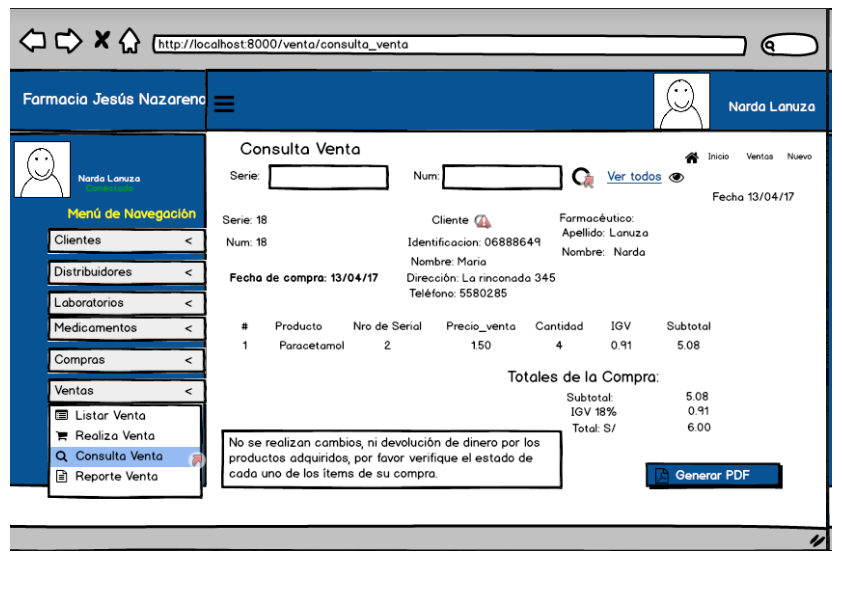 http://localhost:8000/venta/consulta_venta
Farmacia Jesús Nazareno
Narda Lanuza
Narda Lanuza
Conectado
Menú de Navegación
Clientes <
Distribuidores <
Laboratorios <
Medicamentos <
Compras <
Ventas <
Listar Venta
Realiza Venta
Consulta Venta
Reporte Venta
Consulta Venta
Inicio Ventas Nuevo
Serie: Num: Ver todos
Fecha 13/04/17
Serie: 18
Num: 18
Fecha de compra: 13/04/17
Cliente
Identificacion: 06888649
Nombre: Maria
Dirección: La rinconada 345
Teléfono: 5580285
Farmacéutico:
Apellido: Lanuza
Nombre: Narda
# Producto Nro de Serial Precio_venta Cantidad IGV Subtotal
1 Paracetamol 2 1.50 4 0.91 5.08
Totales de la Compra:
Subtotal: 5.08
IGV 18% 0.91
Total: S/ 6.00
No se realizan cambios, ni devolución de dinero por los
productos adquiridos, por favor verifique el estado de
cada uno de los ítems de su compra.
Generar PDF